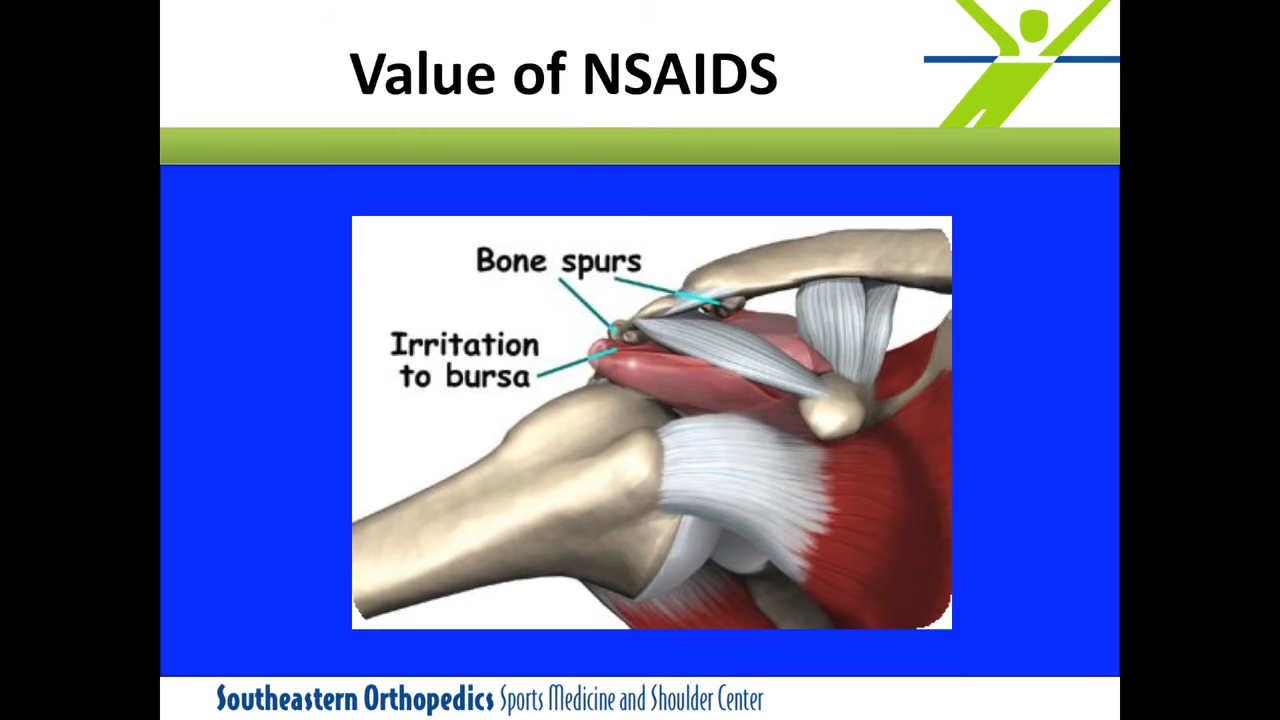 Value of NSAIDS
Bone spurs
Irritation
to bursa
Southeastern Orthopedics Sports Medicine and Shoulder Center